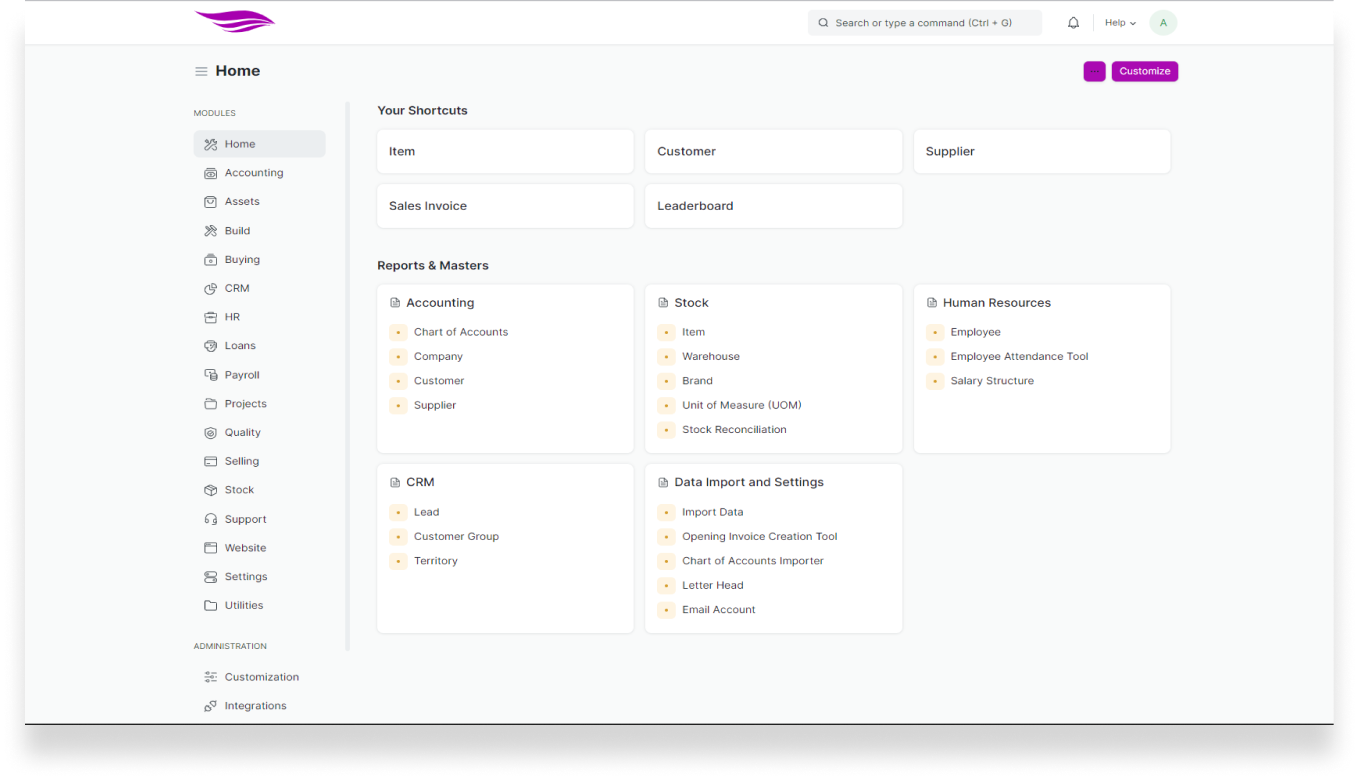 Search or type a command (Ctrl + G)
Help
A
Home
Customize
MODULES
Home
Accounting
Assets
Build
Buying
CRM
HR
Loans
Payroll
Projects
Quality
Selling
Stock
Support
Website
Settings
Utilities
ADMINISTRATION
Customization
Integrations
Your Shortcuts
Item
Customer
Supplier
Sales Invoice
Leaderboard
Reports & Masters
Accounting
Chart of Accounts
Company
Customer
Supplier
Stock
Item
Warehouse
Brand
Unit of Measure (UOM)
Stock Reconciliation
Human Resources
Employee
Employee Attendance Tool
Salary Structure
CRM
Lead
Customer Group
Territory
Data Import and Settings
Import Data
Opening Invoice Creation Tool
Chart of Accounts Importer
Letter Head
Email Account